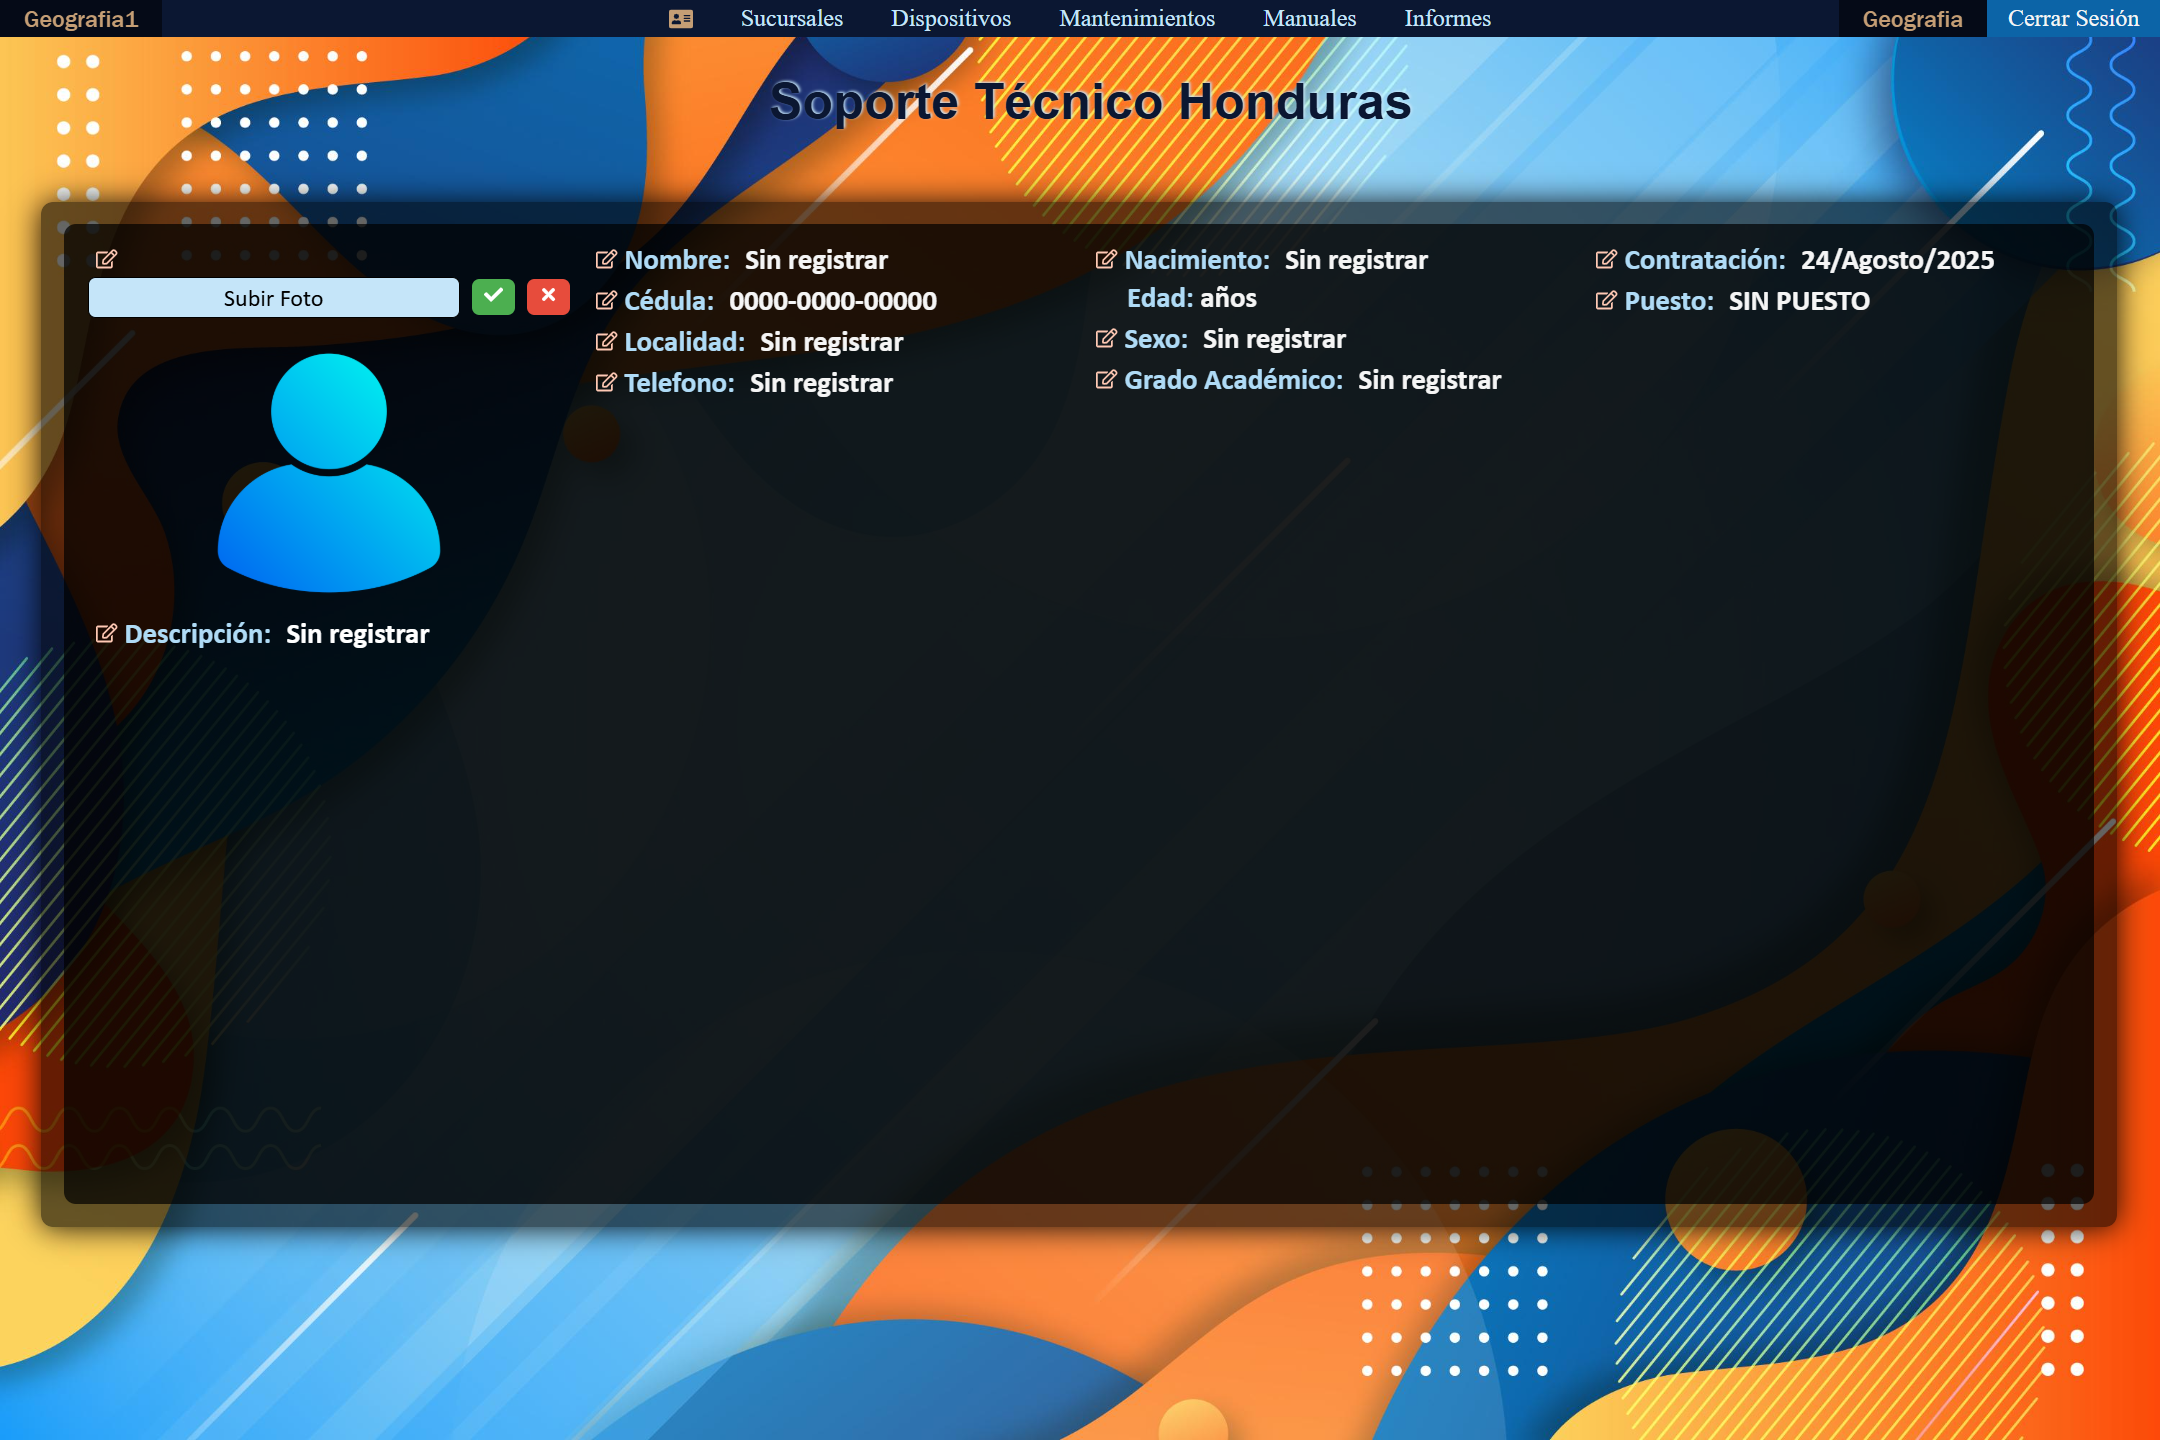 Geografia1 Sucursales Dispositivos Mantenimientos Manuales Informes Geografia Cerrar Sesión
Soporte Técnico Honduras
Subir Foto
Descripción: Sin registrar
Nombre: Sin registrar
Cédula: 0000-0000-00000
Localidad: Sin registrar
Telefono: Sin registrar
Nacimiento: Sin registrar
Edad: años
Sexo: Sin registrar
Grado Académico: Sin registrar
Contratación: 24/Agosto/2025
Puesto: SIN PUESTO